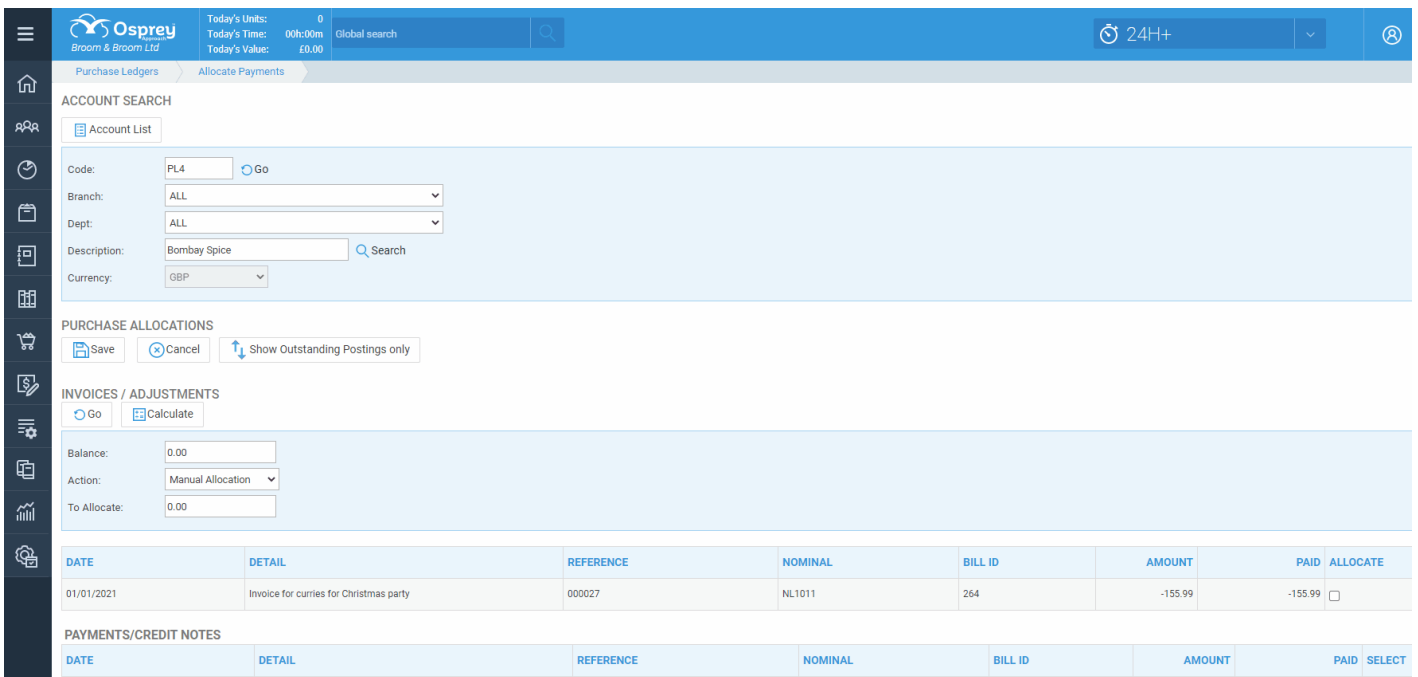 Osprey
Approach
Broom & Broom Ltd
Today's Units: 0
Today's Time: 00h:00m
Today's Value: £0.00
Global search
24H+
Purchase Ledgers
Allocate Payments
ACCOUNT SEARCH
Account List
Code: PL4 Go
Branch: ALL
Dept: ALL
Description: Bombay Spice Search
Currency: GBP
PURCHASE ALLOCATIONS
Save Cancel Show Outstanding Postings only
INVOICES / ADJUSTMENTS
Go Calculate
Balance: 0.00
Action: Manual Allocation
To Allocate: 0.00
DATE DETAIL REFERENCE NOMINAL BILL ID AMOUNT PAID ALLOCATE
01/01/2021 Invoice for curries for Christmas party 000027 NL1011 264 -155.99 -155.99
PAYMENTS/CREDIT NOTES
DATE DETAIL REFERENCE NOMINAL BILL ID AMOUNT PAID SELECT